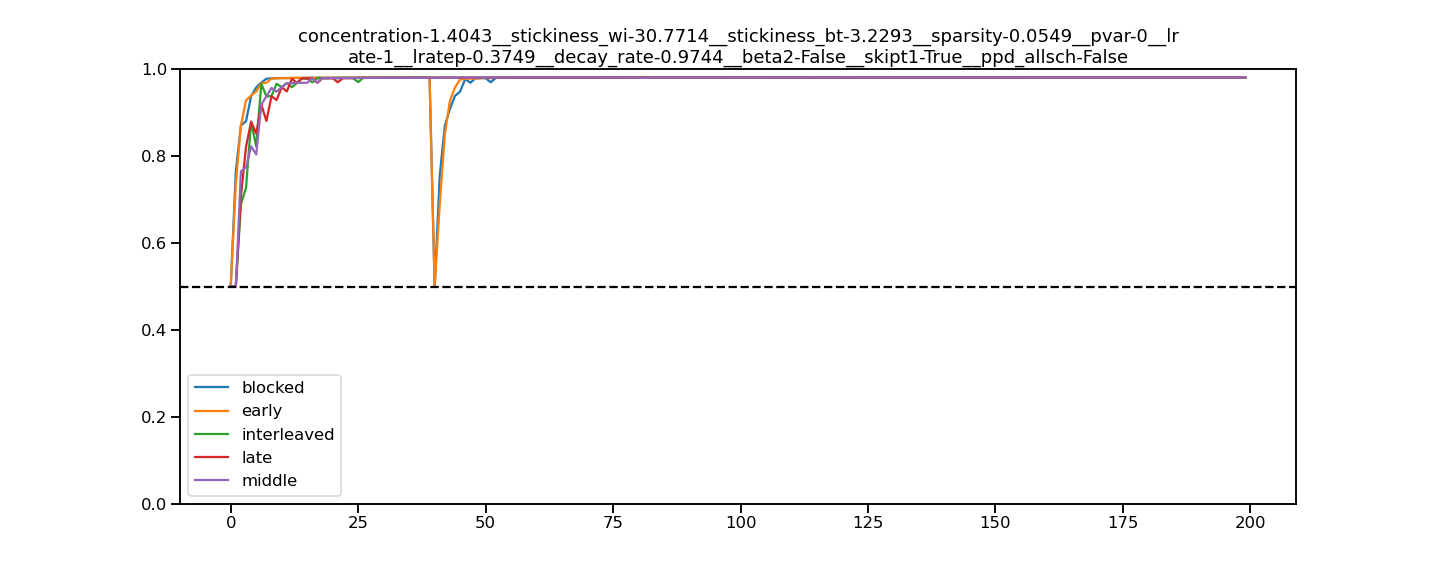 concentration-1.4043__stickiness_wi-30.7714__stickiness_bt-3.2293__sparsity-0.0549__pvar-0__lr
ate-1__lratep-0.3749__decay_rate-0.9744__beta2-False__skipt1-True__ppd_allsch-False
1.0
0.8
0.6
0.4
0.2
0.0
blocked
early
interleaved
late
middle
0 25 50 75 100 125 150 175 200